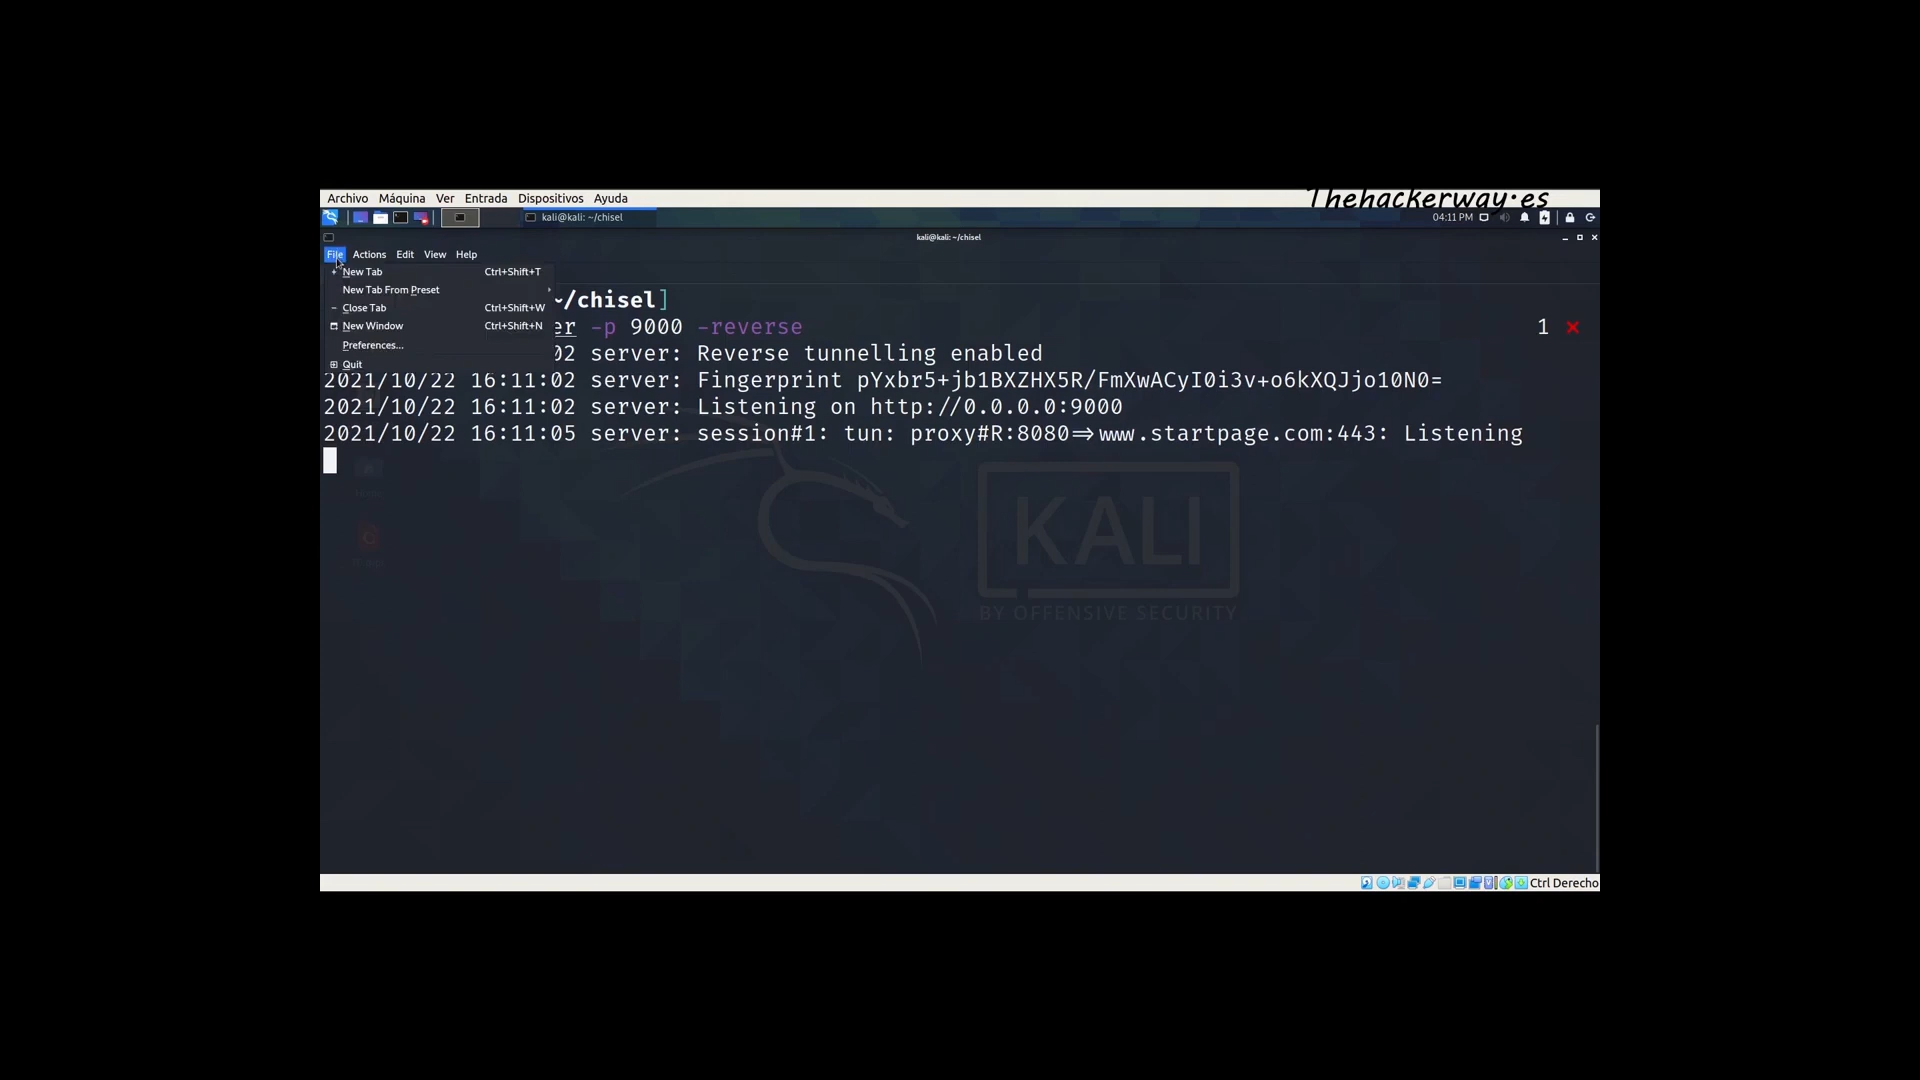 Archivo Máquina Ver Entrada Dispositivos Ayuda
Thehackerway.es
kali@kali: ~/chisel
04:11 PM
kali@kali: ~/chisel
File Actions Edit View Help
New Tab Ctrl+Shift+T
New Tab From Preset
Close Tab Ctrl+Shift+W
New Window Ctrl+Shift+N
Preferences...
Quit
~/chisel]
er -p 9000 -reverse 1
02 server: Reverse tunnelling enabled
2021/10/22 16:11:02 server: Fingerprint pYxbr5+jb1BXZHX5R/FmXwACyI0i3v+o6kXQJjo10N0=
2021/10/22 16:11:02 server: Listening on http://0.0.0.0:9000
2021/10/22 16:11:05 server: session#1: tun: proxy#R:8080=>www.startpage.com:443: Listening
KALI
BY OFFENSIVE SECURITY
Ctrl Derecho